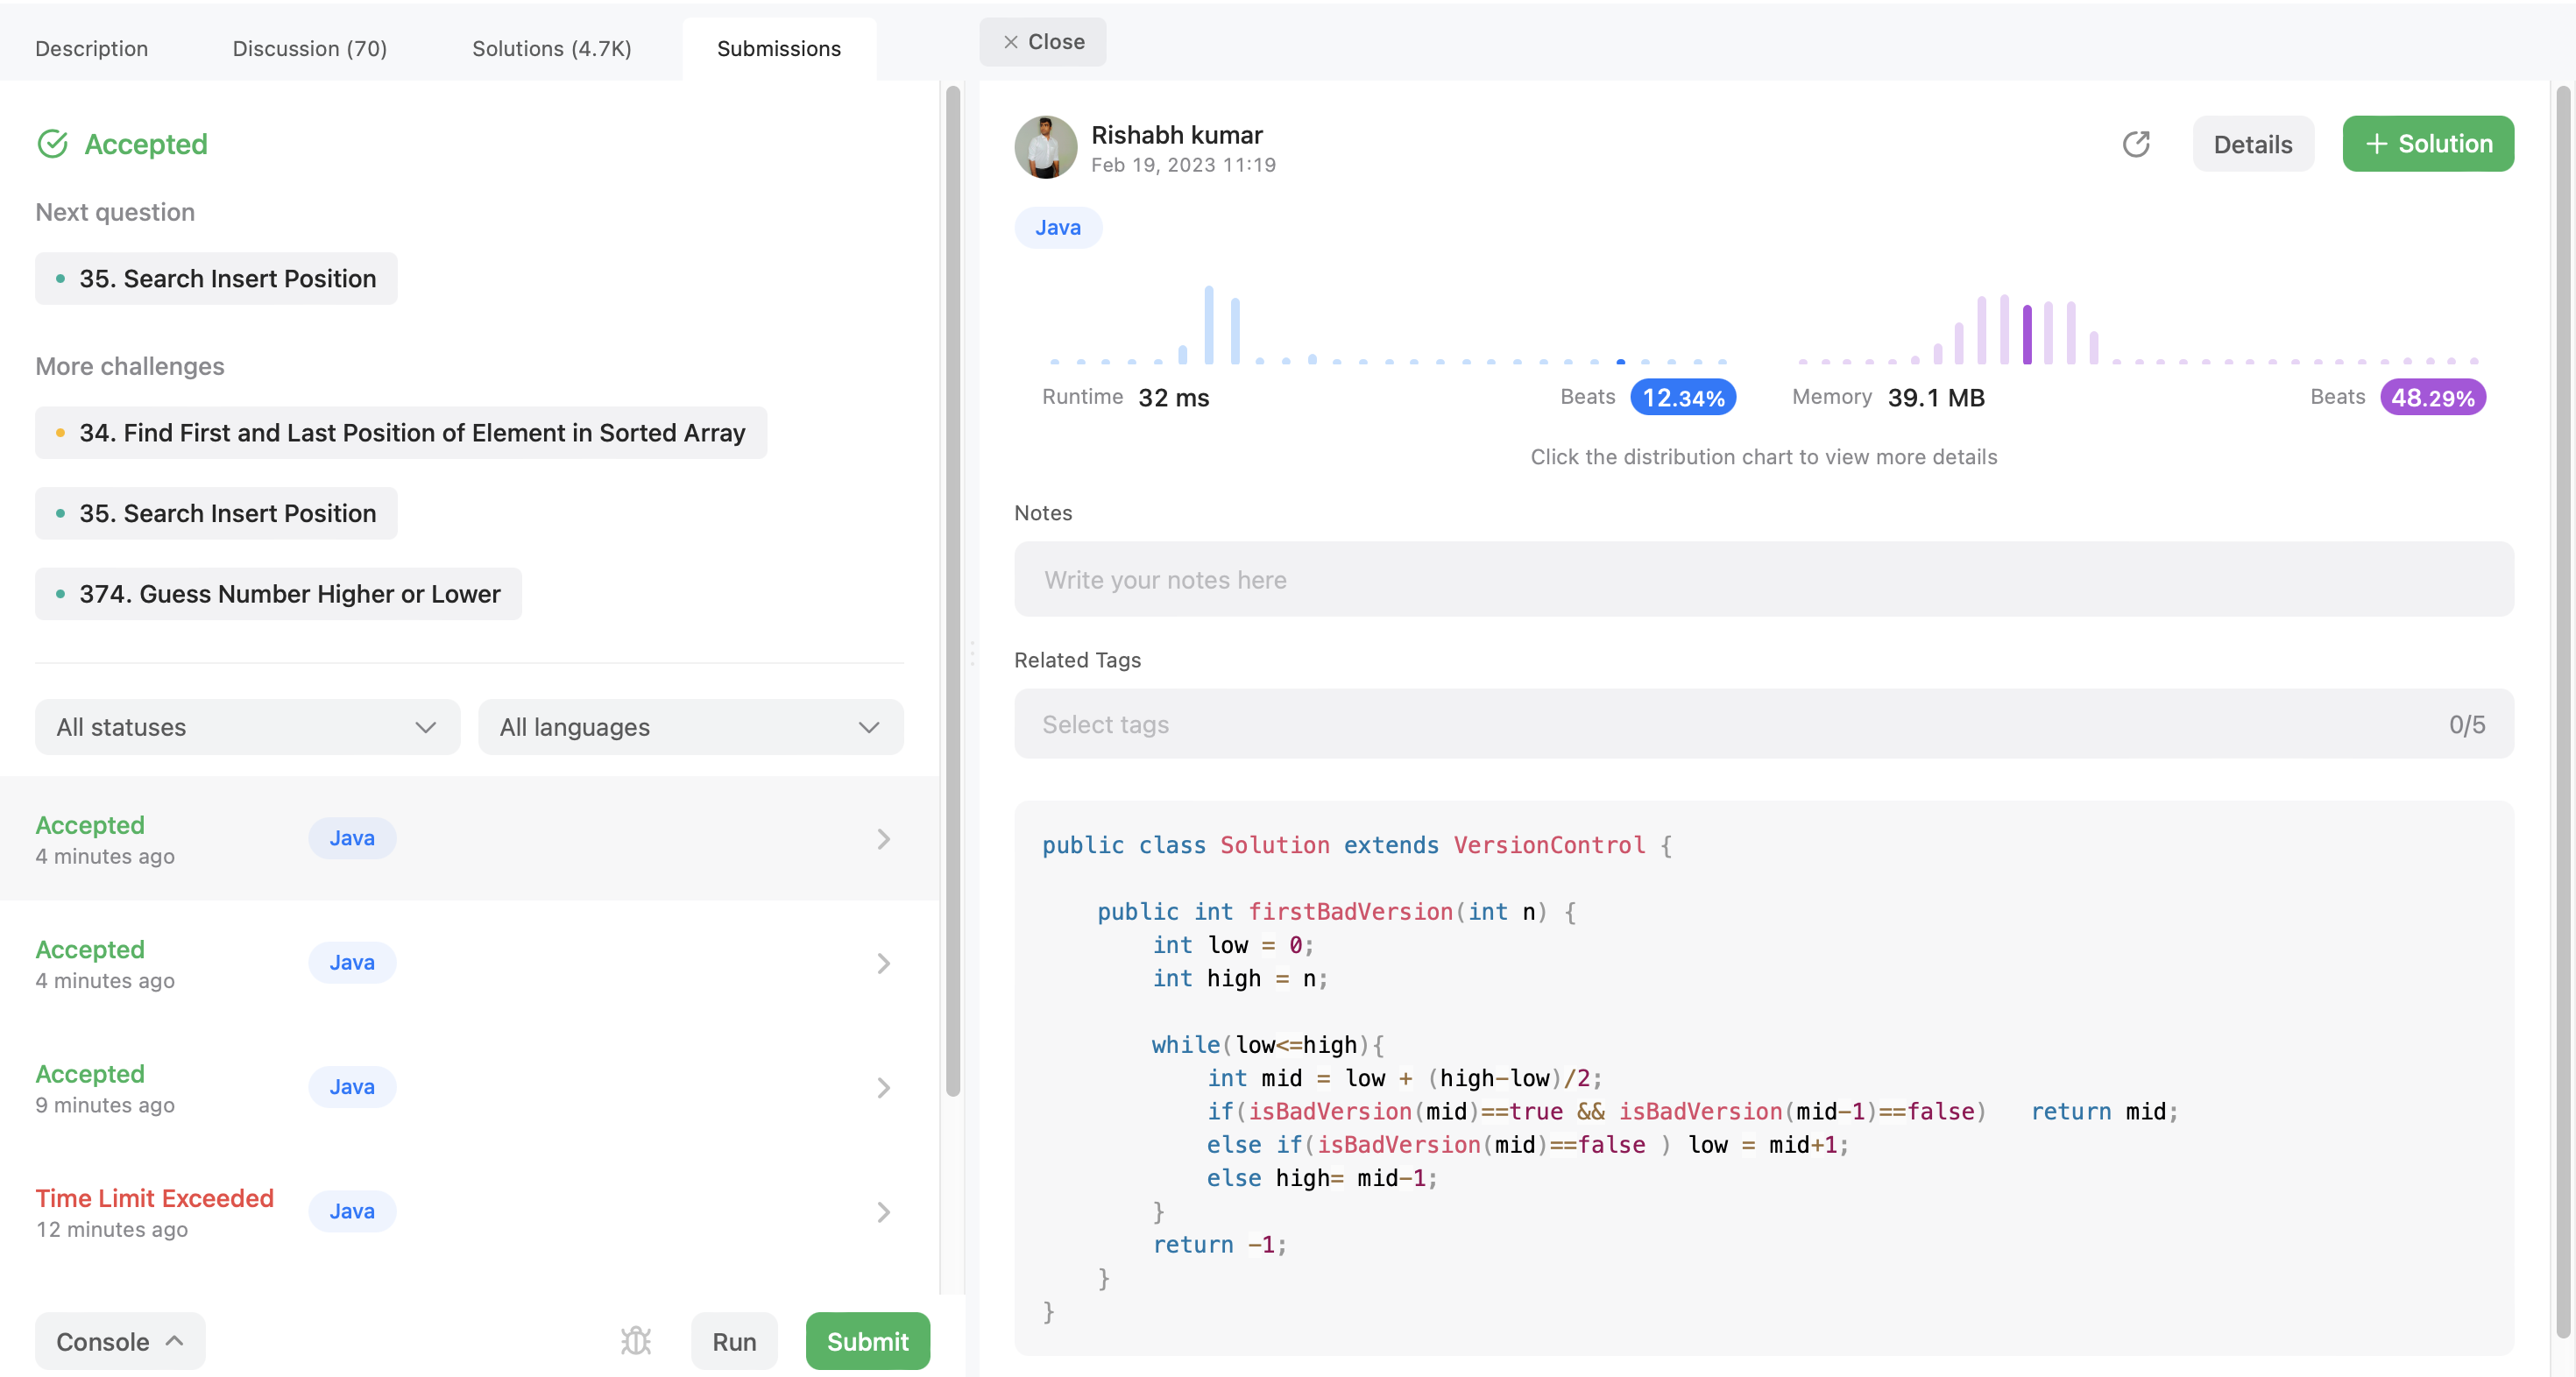 Description
Discussion (70)
Solutions (4.7K)
Submissions
Accepted
Next question
35. Search Insert Position
More challenges
34. Find First and Last Position of Element in Sorted Array
35. Search Insert Position
374. Guess Number Higher or Lower
All statuses
All languages
Accepted
4 minutes ago
Java
Accepted
4 minutes ago
Java
Accepted
9 minutes ago
Java
Time Limit Exceeded
12 minutes ago
Java
Console
Run
Submit
Close
Rishabh kumar
Feb 19, 2023 11:19
Details
+ Solution
Java
Runtime 32 ms
Beats 12.34%
Memory 39.1 MB
Beats 48.29%
Click the distribution chart to view more details
Notes
Write your notes here
Related Tags
Select tags
0/5
public class Solution extends VersionControl {
    public int firstBadVersion(int n) {
        int low = 0;
        int high = n;
        while(low<=high){
            int mid = low + (high-low)/2;
            if(isBadVersion(mid)==true && isBadVersion(mid-1)==false)   return mid;
            else if(isBadVersion(mid)==false ) low = mid+1;
            else high= mid-1;
        }
        return -1;
    }
}